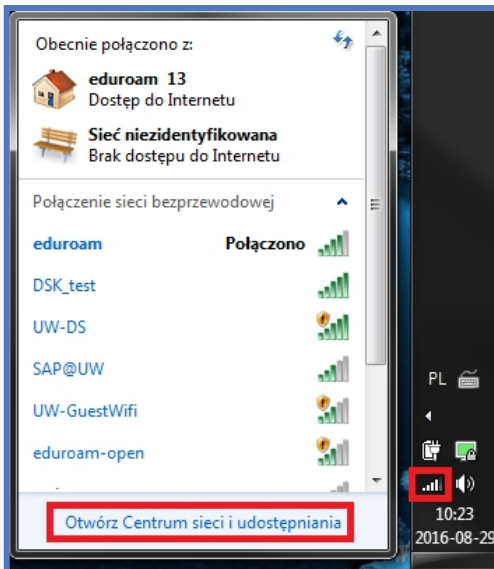 Obecnie połączono z:
eduroam 13
Dostęp do Internetu
Sieć niezidentyfikowana
Brak dostępu do Internetu
Połączenie sieci bezprzewodowej
eduroam Połączono
DSK_test
UW-DS
SAP@UW
UW-GuestWifi
eduroam-open
Otwórz Centrum sieci i udostępniania
PL
10:23
2016-08-29